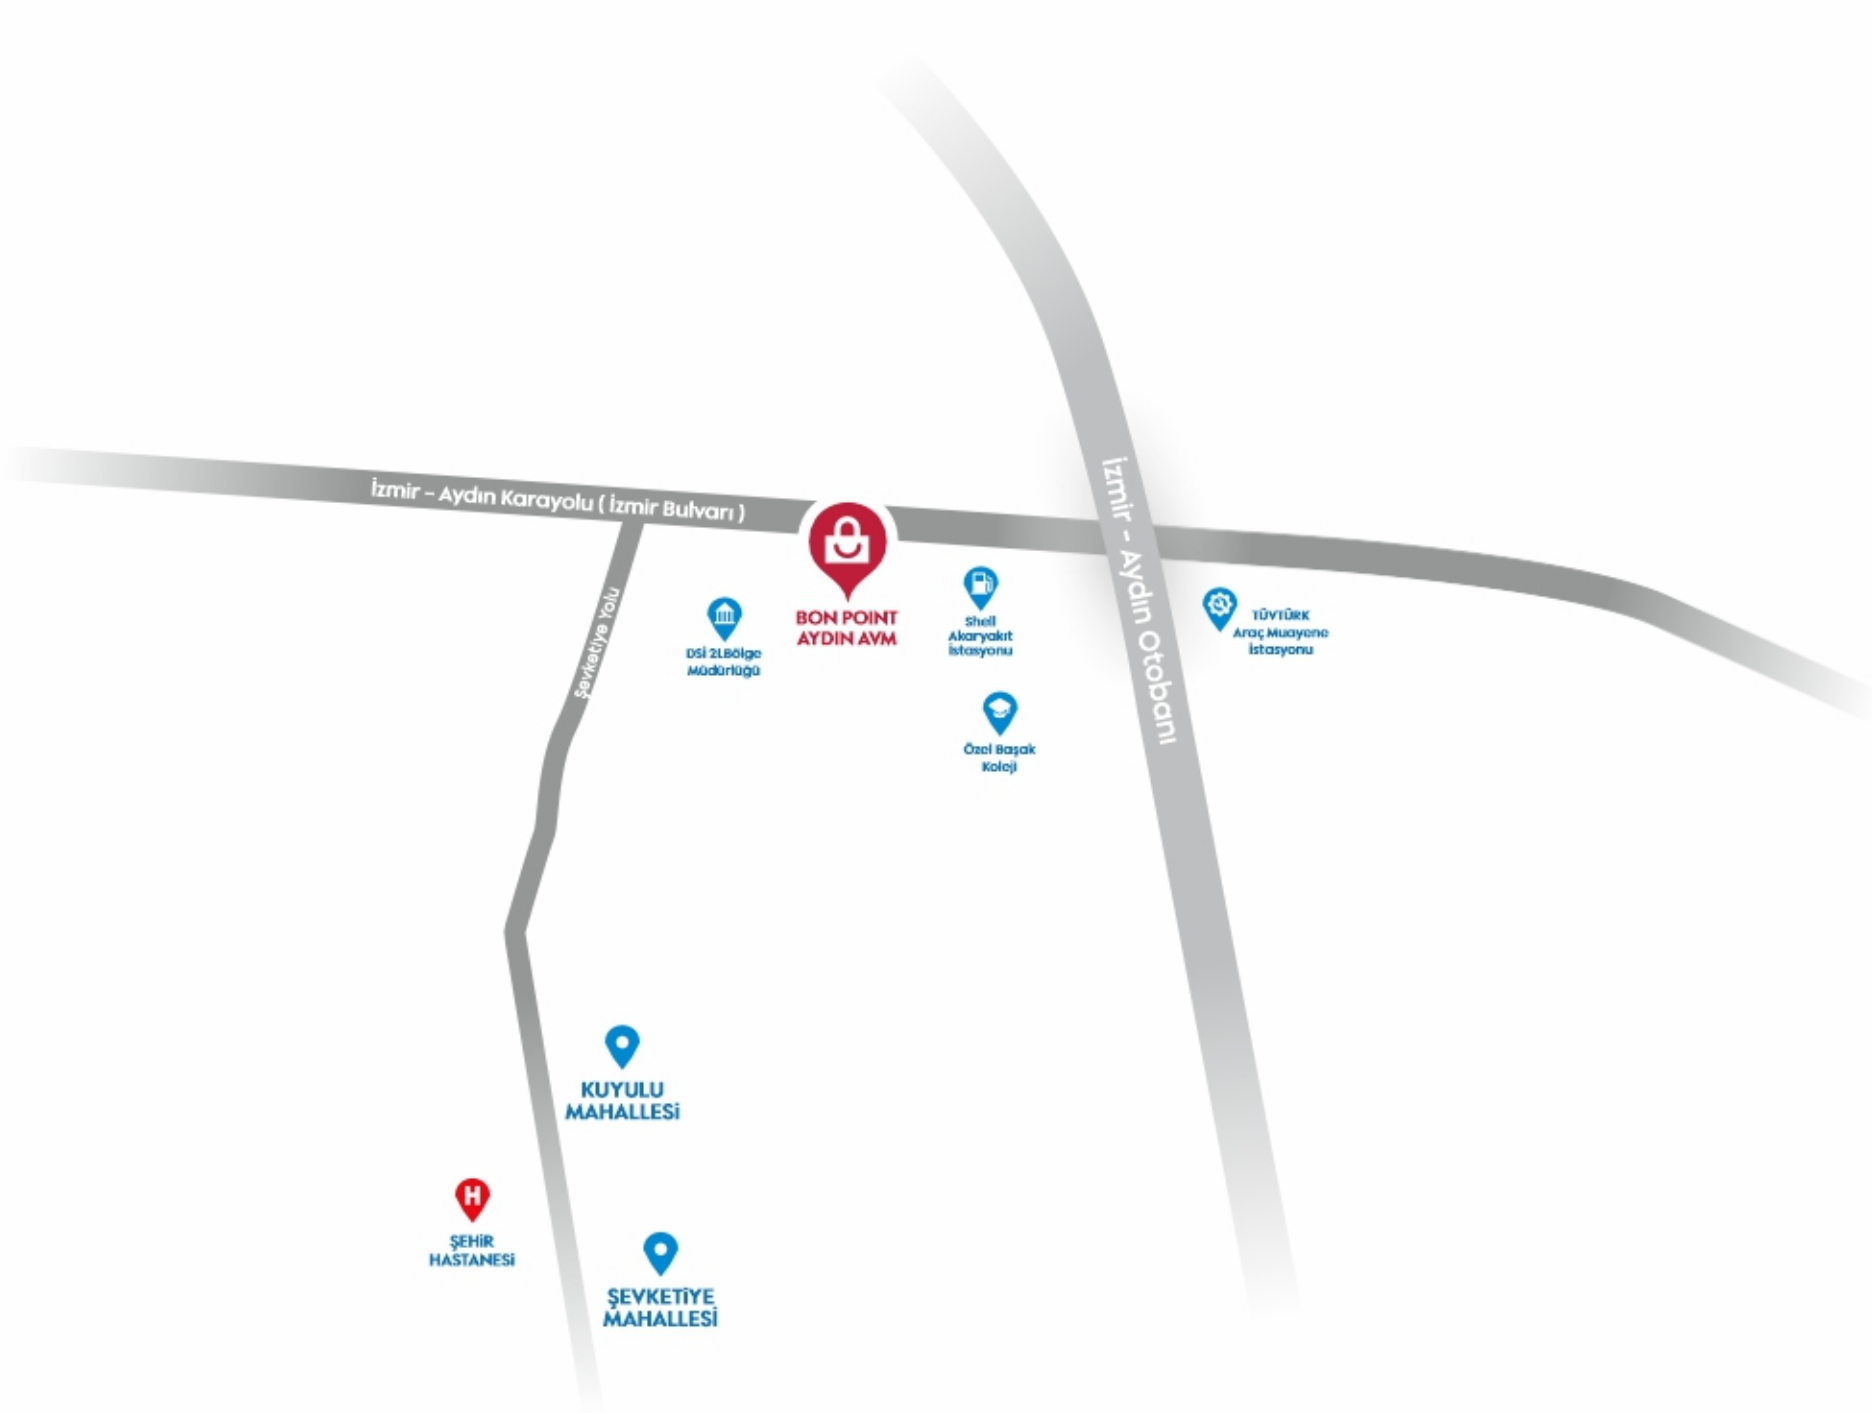 İzmir - Aydın Karayolu ( İzmir Bulvarı )
İzmir - Aydın Otobanı
Şevketiye Yolu
BON POINT
AYDIN AVM
DSİ 21.Bölge
Müdürlüğü
Shell
Akaryakıt
İstasyonu
TÜVTÜRK
Araç Muayene
İstasyonu
Özel Başak
Koleji
KUYULU
MAHALLESİ
H
ŞEHİR
HASTANESİ
ŞEVKETİYE
MAHALLESİ